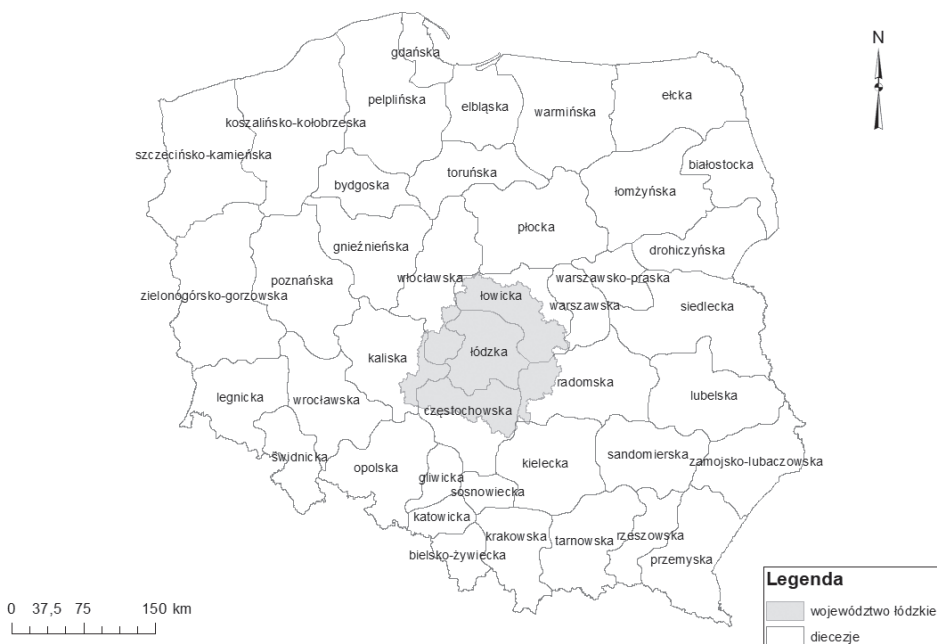 gdańska
N
pelplińska
elbląska
warmińska
ełcka
koszalińsko-kołobrzeska
szczecińsko-kamieńska
białostocka
bydgoska
toruńska
łomżyńska
płocka
gnieźnieńska
drohiczyńska
poznańska
włocławska
warszawsko-praska
zielonogórsko-gorzowska
łowicka
warszawska
siedlecka
kaliska
łódzka
radomska
lubelska
legnicka
wrocławska
częstochowska
świdnicka
opolska
kielecka
sandomierska
zamojsko-lubaczowska
gliwicka
sosnowiecka
katowicka
krakowska
tarnowska
rzeszowska
bielsko-żywiecka
przemyska
Legenda
województwo łódzkie
diecezje
0 37,5 75 150 km